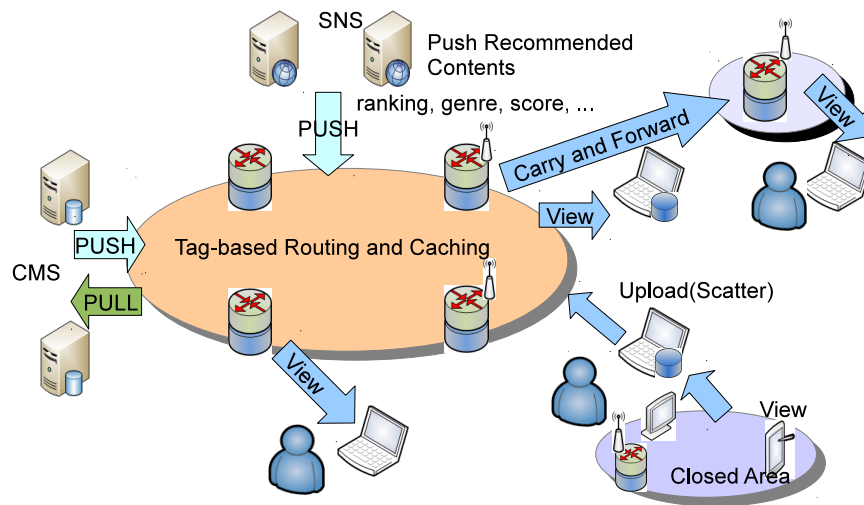 SNS
Push Recommended
Contents
ranking, genre, score, ...
PUSH
View
Carry and Forward
View
PUSH
Tag-based Routing and Caching
CMS
PULL
Upload(Scatter)
View
View
Closed Area